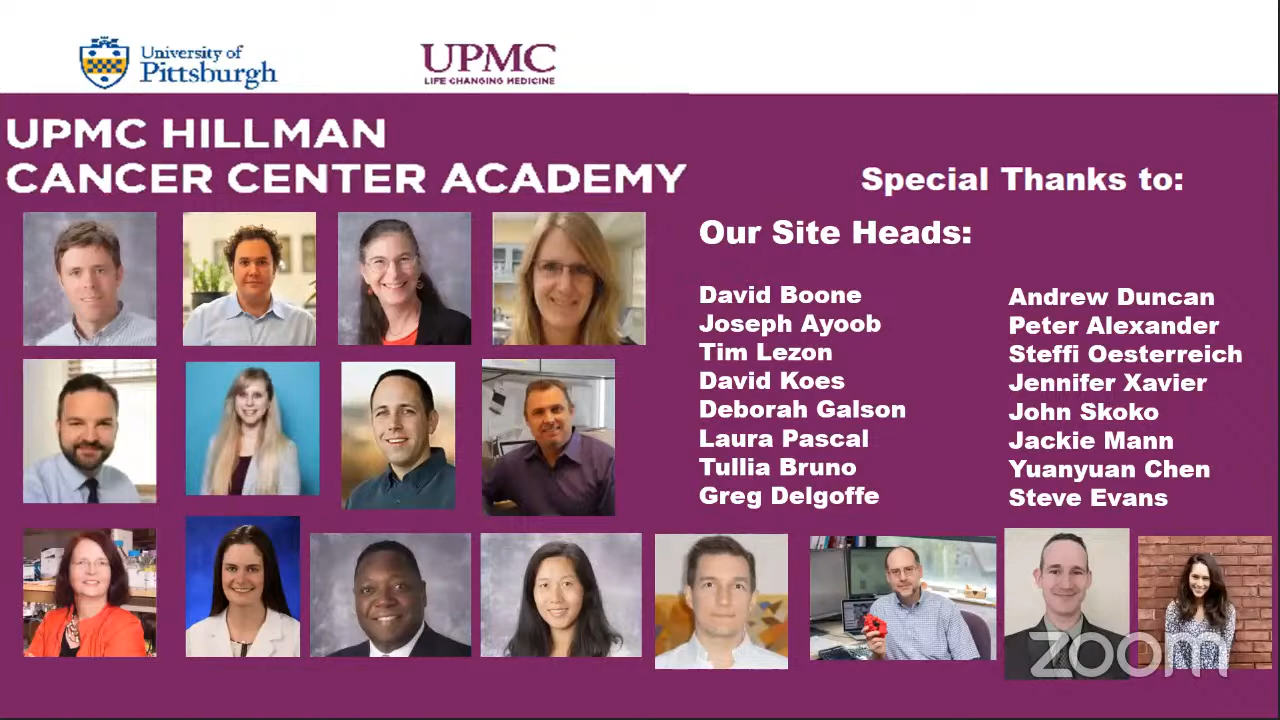 University of
Pittsburgh
UPMC
LIFE CHANGING MEDICINE
UPMC HILLMAN
CANCER CENTER ACADEMY
Special Thanks to:
Our Site Heads:
David Boone
Joseph Ayoob
Tim Lezon
David Koes
Deborah Galson
Laura Pascal
Tullia Bruno
Greg Delgoffe
Andrew Duncan
Peter Alexander
Steffi Oesterreich
Jennifer Xavier
John Skoko
Jackie Mann
Yuanyuan Chen
Steve Evans
zoom